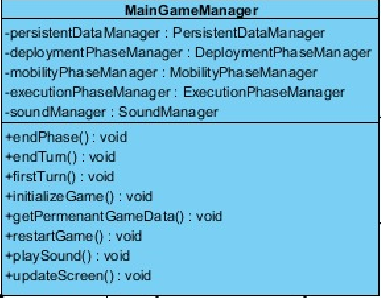 MainGameManager
-persistentDataManager : PersistentDataManager
-deploymentPhaseManager : DeploymentPhaseManager
-mobilityPhaseManager : MobilityPhaseManager
-executionPhaseManager : ExecutionPhaseManager
-soundManager : SoundManager
+endPhase() : void
+endTurn() : void
+firstTurn() : void
+initializeGame() : void
+getPermenantGameData() : void
+restartGame() : void
+playSound() : void
+updateScreen() : void